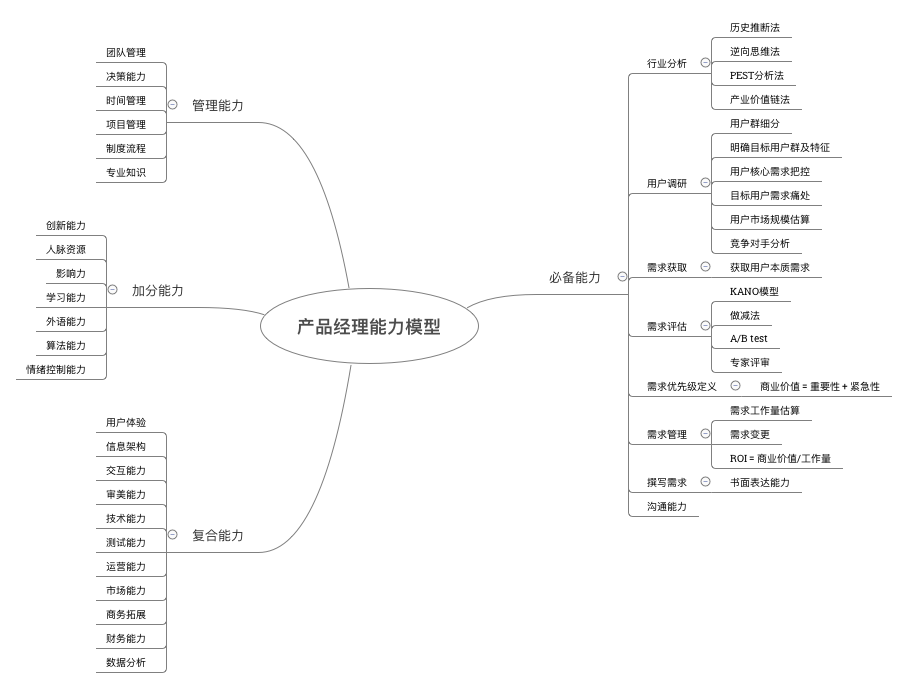 产品经理能力模型
管理能力
团队管理
决策能力
时间管理
项目管理
制度流程
专业知识
加分能力
创新能力
人脉资源
影响力
学习能力
外语能力
算法能力
情绪控制能力
复合能力
用户体验
信息架构
交互能力
审美能力
技术能力
测试能力
运营能力
市场能力
商务拓展
财务能力
数据分析
必备能力
行业分析
历史推断法
逆向思维法
PEST分析法
产业价值链法
用户调研
用户群细分
明确目标用户群及特征
用户核心需求把控
目标用户需求痛处
用户市场规模估算
竞争对手分析
需求获取
获取用户本质需求
需求评估
KANO模型
做减法
A/B test
专家评审
需求优先级定义
商业价值 = 重要性 + 紧急性
需求管理
需求工作量估算
需求变更
ROI = 商业价值/工作量
撰写需求
书面表达能力
沟通能力